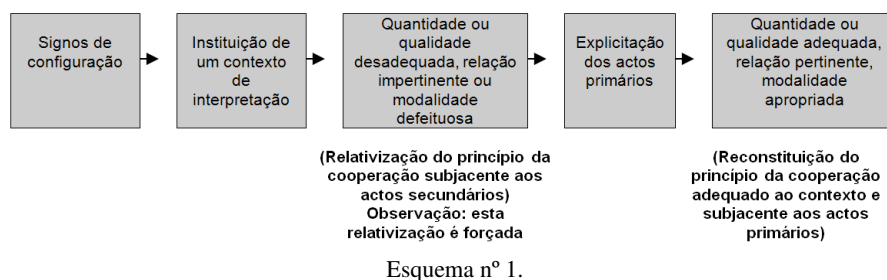 Signos de
configuração
Instituição de
um contexto
de
interpretação
Quantidade ou
qualidade
desadequada, relação
impertinente ou
modalidade
defeituosa
Explicitação
dos actos
primários
Quantidade ou
qualidade adequada,
relação pertinente,
modalidade
apropriada
(Relativização do princípio da
cooperação subjacente aos
actos secundários)
Observação: esta
relativização é forçada
(Reconstituição do
princípio da cooperação
adequado ao contexto e
subjacente aos actos
primários)
Esquema nº 1.